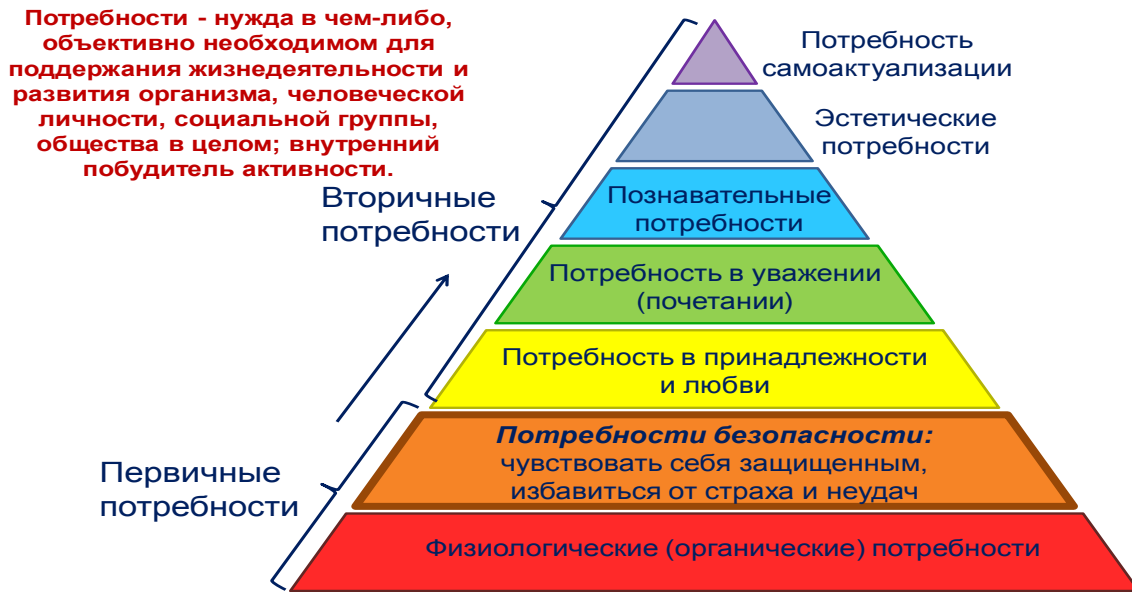 Потребности - нужда в чем-либо,
объективно необходимом для
поддержания жизнедеятельности и
развития организма, человеческой
личности, социальной группы,
общества в целом; внутренний
побудитель активности.
Потребность
самоактуализации
Эстетические
потребности
Вторичные
потребности
Познавательные
потребности
Потребность в уважении
(почетании)
Потребность в принадлежности
и любви
Первичные
потребности
Потребности безопасности:
чувствовать себя защищенным,
избавиться от страха и неудач
Физиологические (органические) потребности